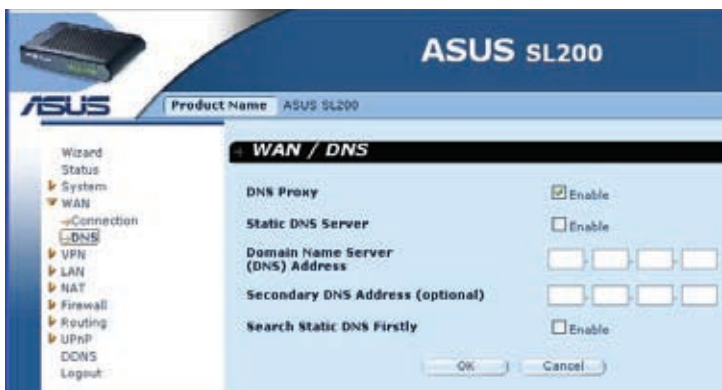 ASUS SL200
ASUS
Product Name ASUS SL200
Wizard
Status
System
WAN
Connection
DNS
VPN
LAN
NAT
Firewall
Routing
UPnP
DDNS
Logout
WAN / DNS
DNS Proxy Enable
Static DNS Server Enable
Domain Name Server
(DNS) Address
Secondary DNS Address (optional)
Search Static DNS Firstly Enable
OK Cancel